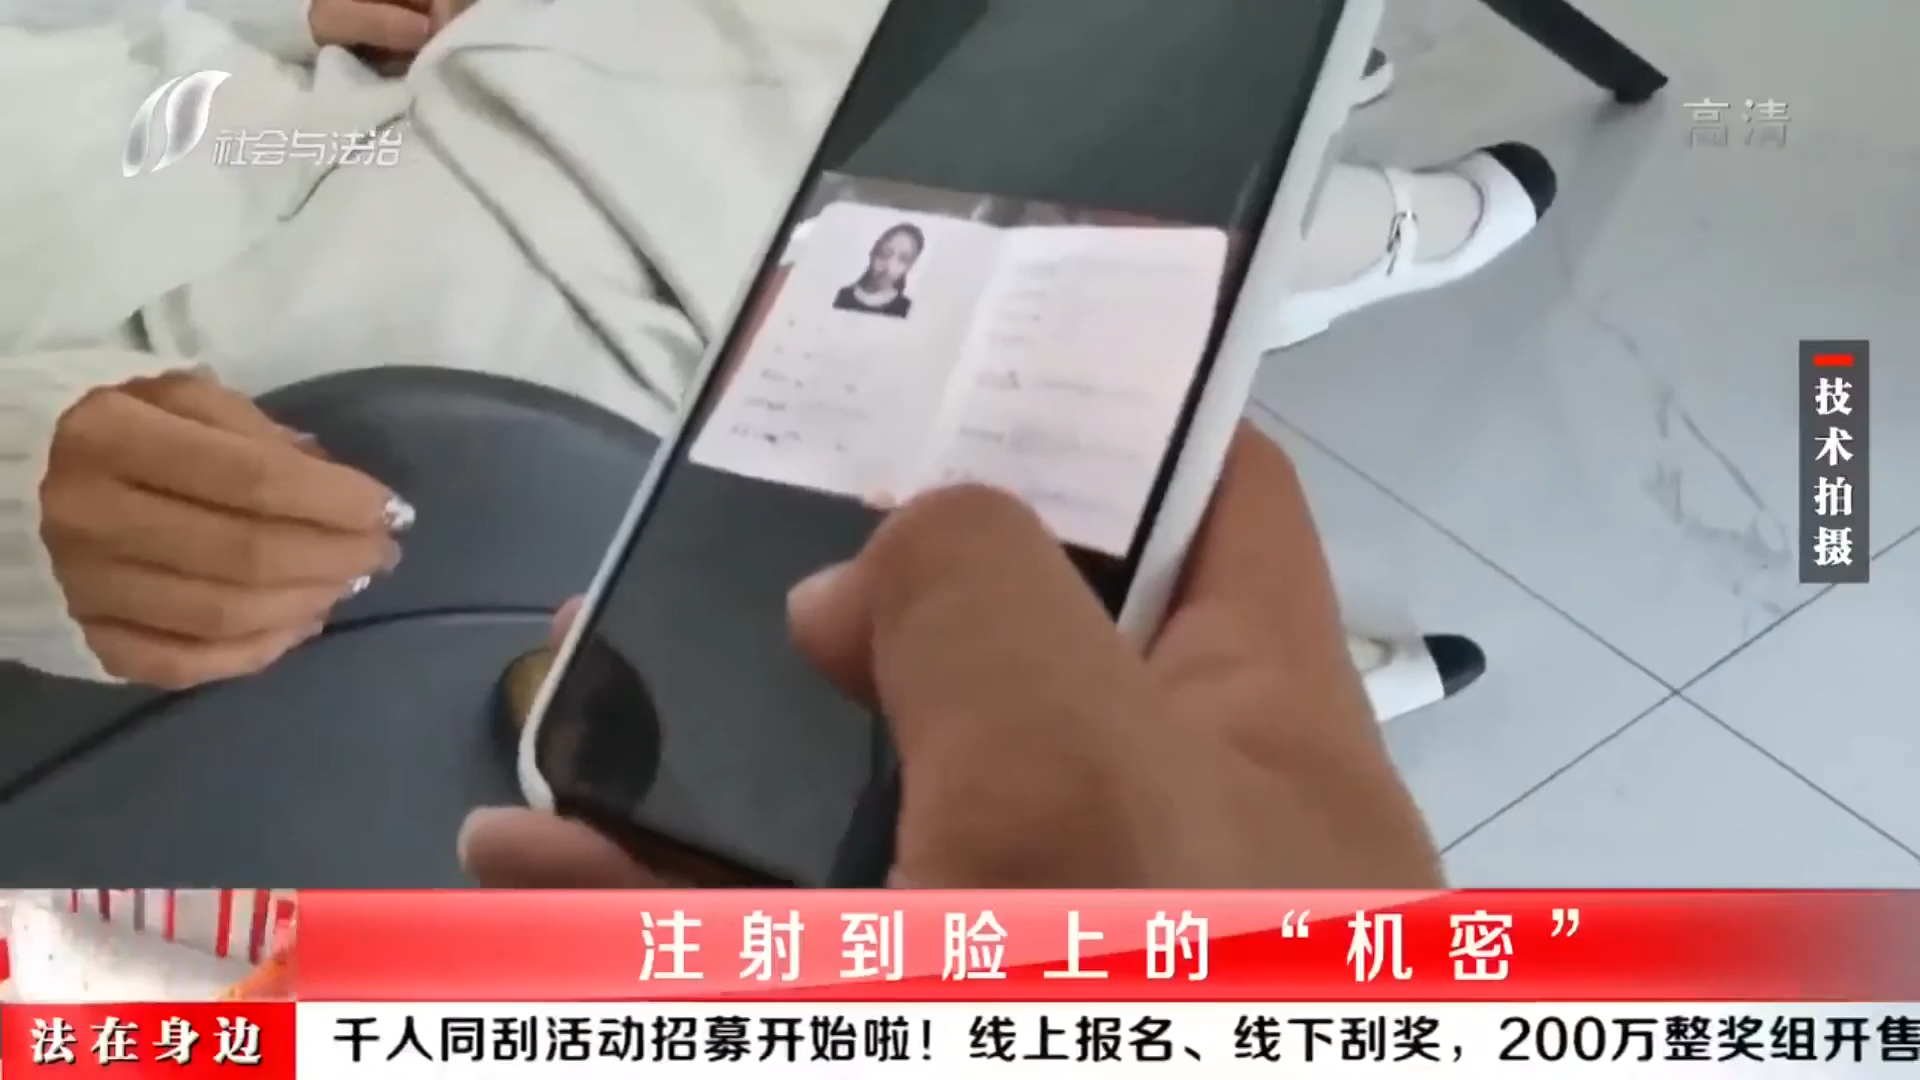 社会与法治
高清
技术拍摄
注射到脸上的“机密”
法在身边
千人同刮活动招募开始啦！线上报名、线下刮奖，200万整奖组开售